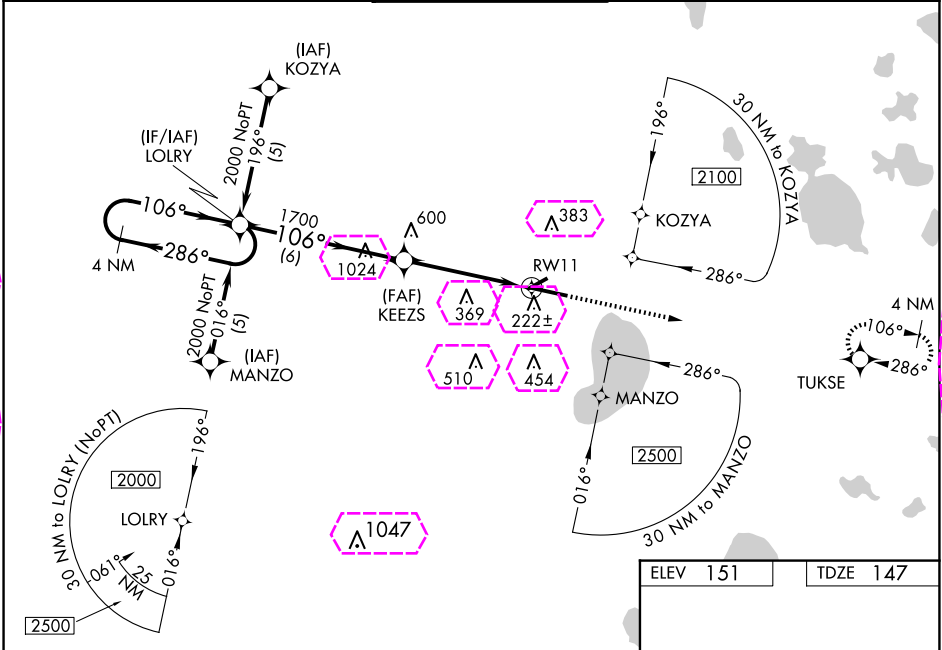 (IAF)
KOZYA
2000 NoPT
196°
(5)
(IF/IAF)
LOLRY
106°
286°
4 NM
1700
106°
(6)
1024
600
(FAF)
KEEZS
2000 NoPT
016°
(5)
(IAF)
MANZO
383
RW11
369
222±
510
454
196°
30 NM to KOZYA
2100
KOZYA
286°
4 NM
106°
286°
TUKSE
286°
MANZO
2500
016°
30 NM to MANZO
30 NM to LOLRY (NoPT)
196°
2000
LOLRY
016°
061°
25
NM
2500
1047
ELEV 151
TDZE 147